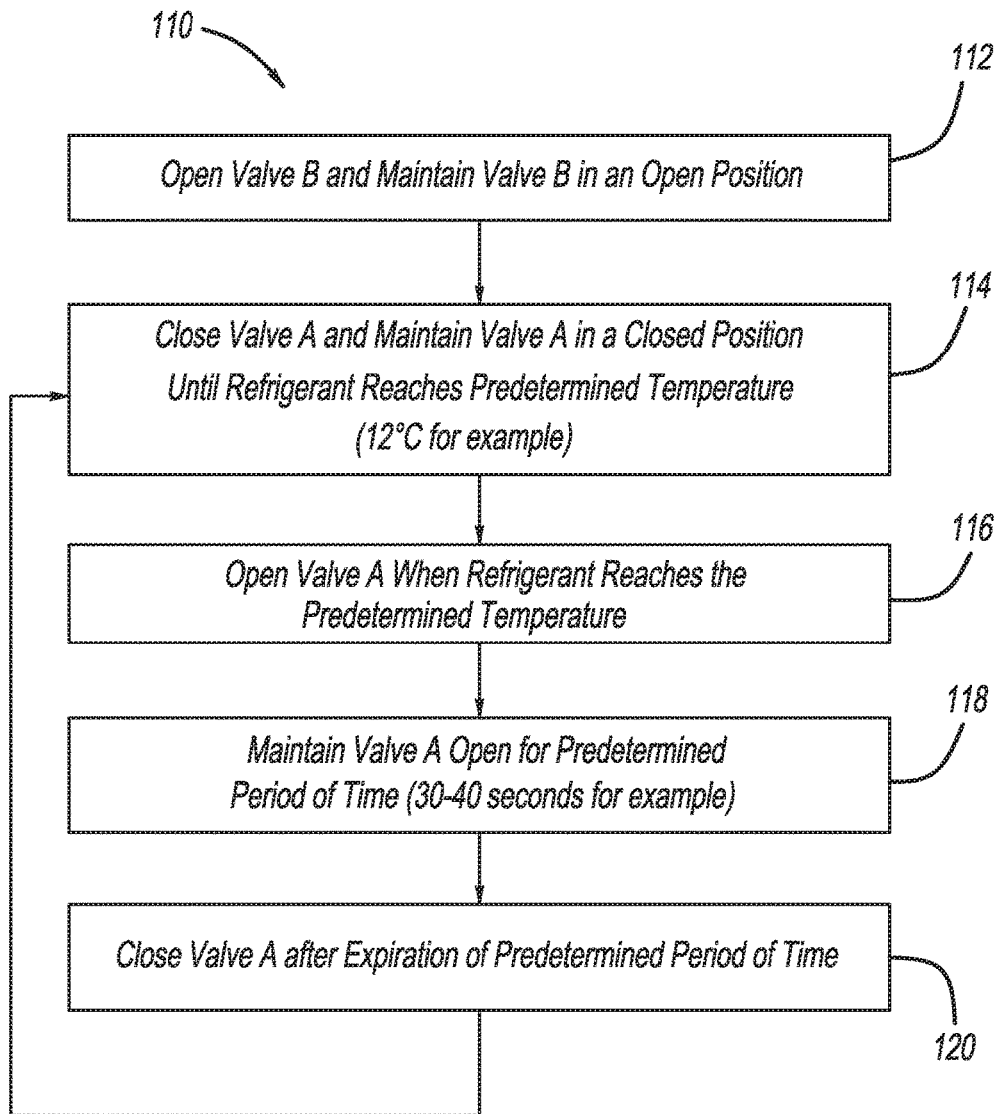 110
112
Open Valve B and Maintain Valve B in an Open Position
114
Close Valve A and Maintain Valve A in a Closed Position
Until Refrigerant Reaches Predetermined Temperature
(12°C for example)
116
Open Valve A When Refrigerant Reaches the
Predetermined Temperature
118
Maintain Valve A Open for Predetermined
Period of Time (30-40 seconds for example)
Close Valve A after Expiration of Predetermined Period of Time
120